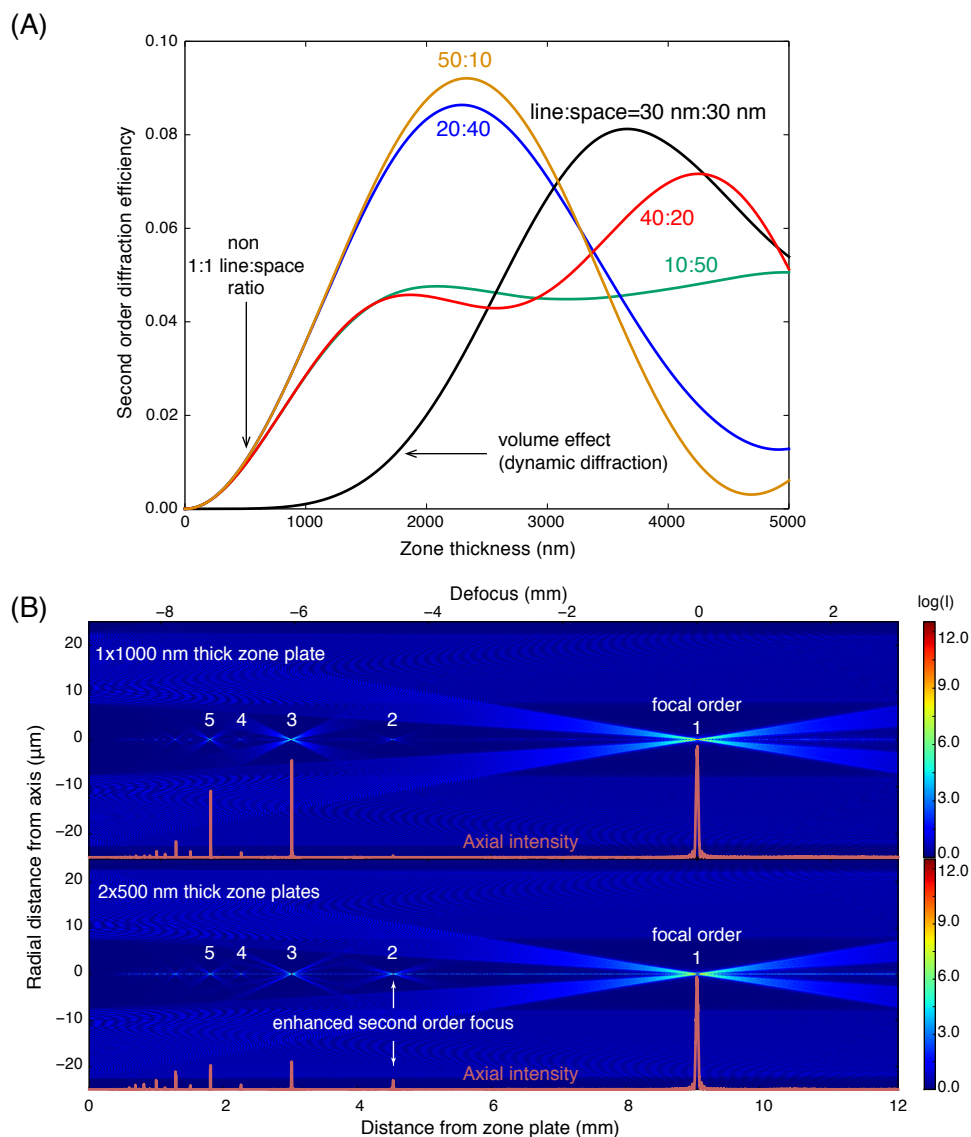 (A)
0.10
0.08
0.06
0.04
0.02
0.00
Second order diffraction efficiency
50:10
20:40
line:space=30 nm:30 nm
40:20
10:50
non
1:1 line:space
ratio
volume effect
(dynamic diffraction)
0
1000
2000
3000
4000
5000
Zone thickness (nm)
(B)
Defocus (mm)
−8
−6
−4
−2
0
2
log(I)
1x1000 nm thick zone plate
5
4
3
2
focal order
1
Axial intensity
20
10
0
−10
−20
12.0
9.0
6.0
3.0
0.0
Radial distance from axis (µm)
2x500 nm thick zone plates
5
4
3
2
focal order
1
enhanced second order focus
Axial intensity
20
10
0
−10
−20
12.0
9.0
6.0
3.0
0.0
0
2
4
6
8
10
12
Distance from zone plate (mm)